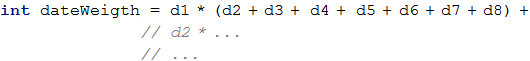 int dateWeigth = d1 * (d2 + d3 + d4 + d5 + d6 + d7 + d8) +
// d2 * ...
// ...